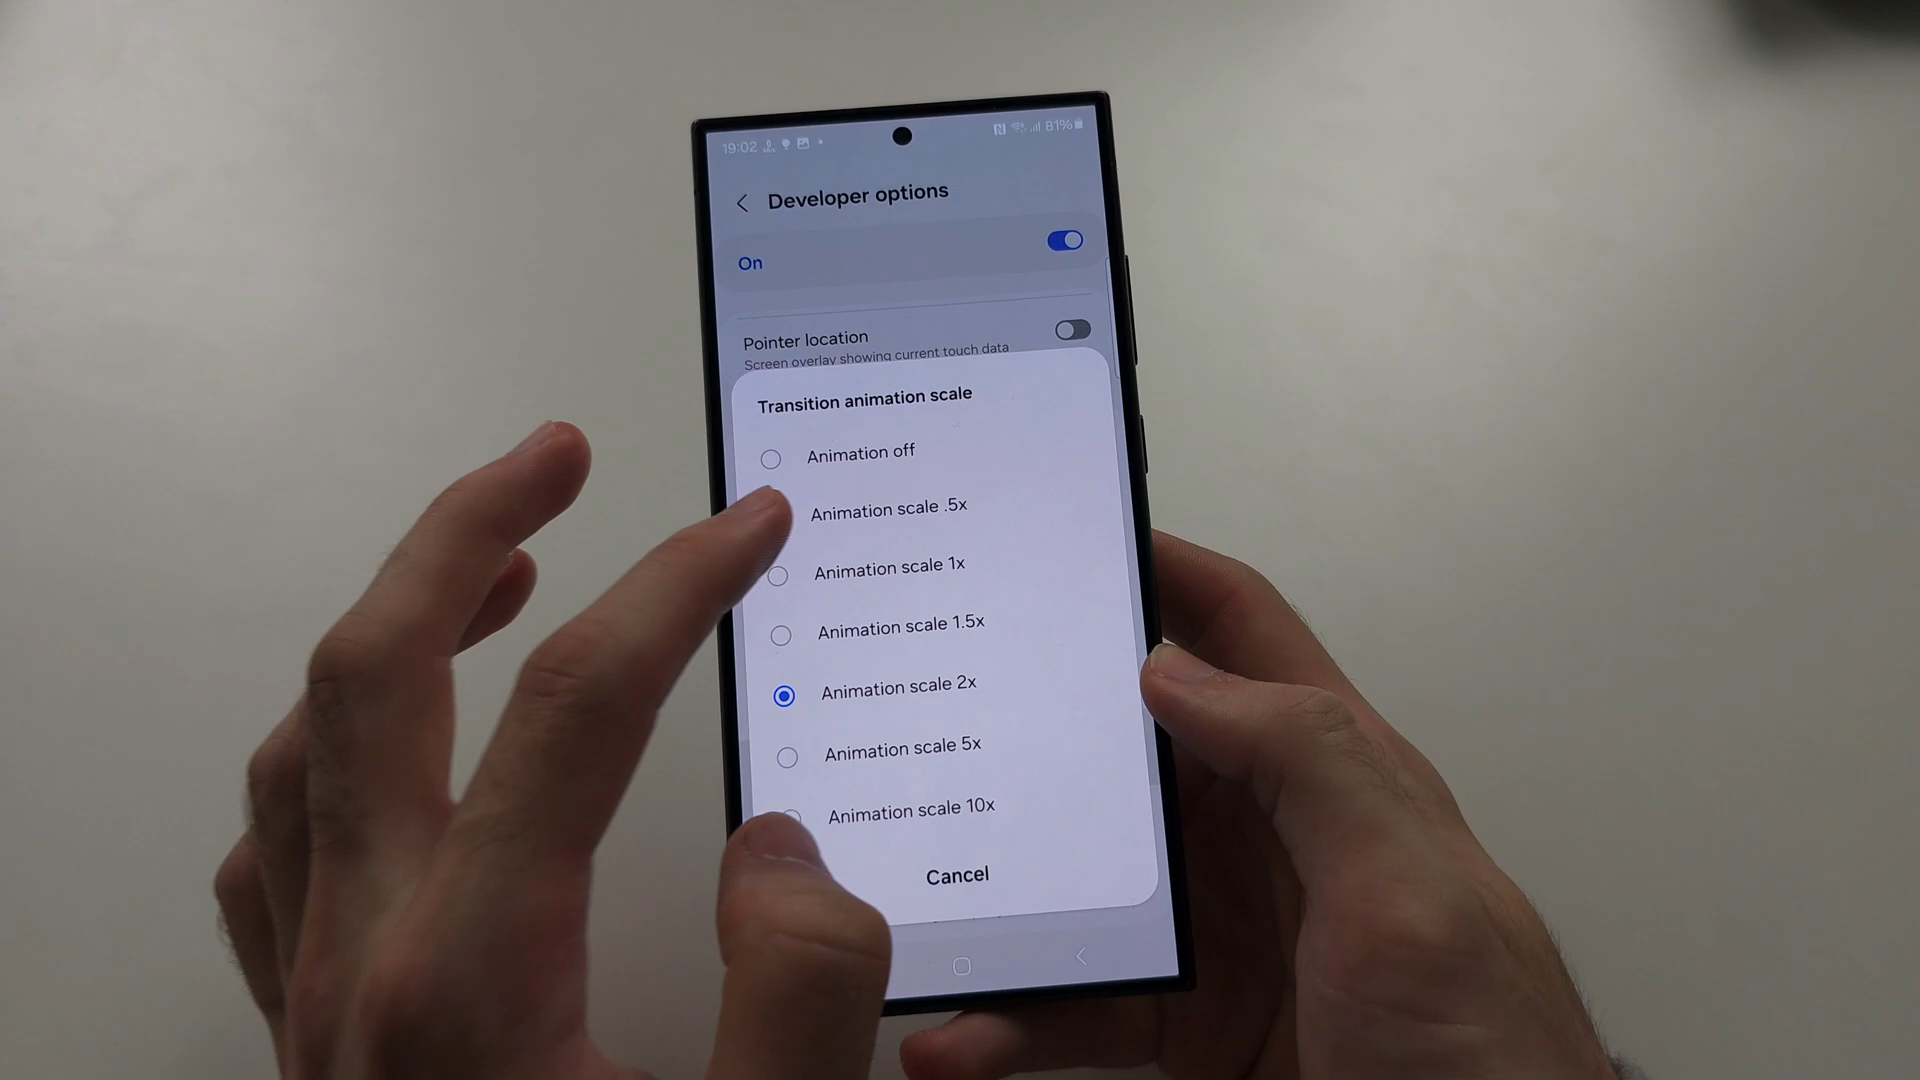 19:02
81%
Developer options
On
Pointer location
Screen overlay showing current touch data
Transition animation scale
Animation off
Animation scale .5x
Animation scale 1x
Animation scale 1.5x
Animation scale 2x
Animation scale 5x
Animation scale 10x
Cancel